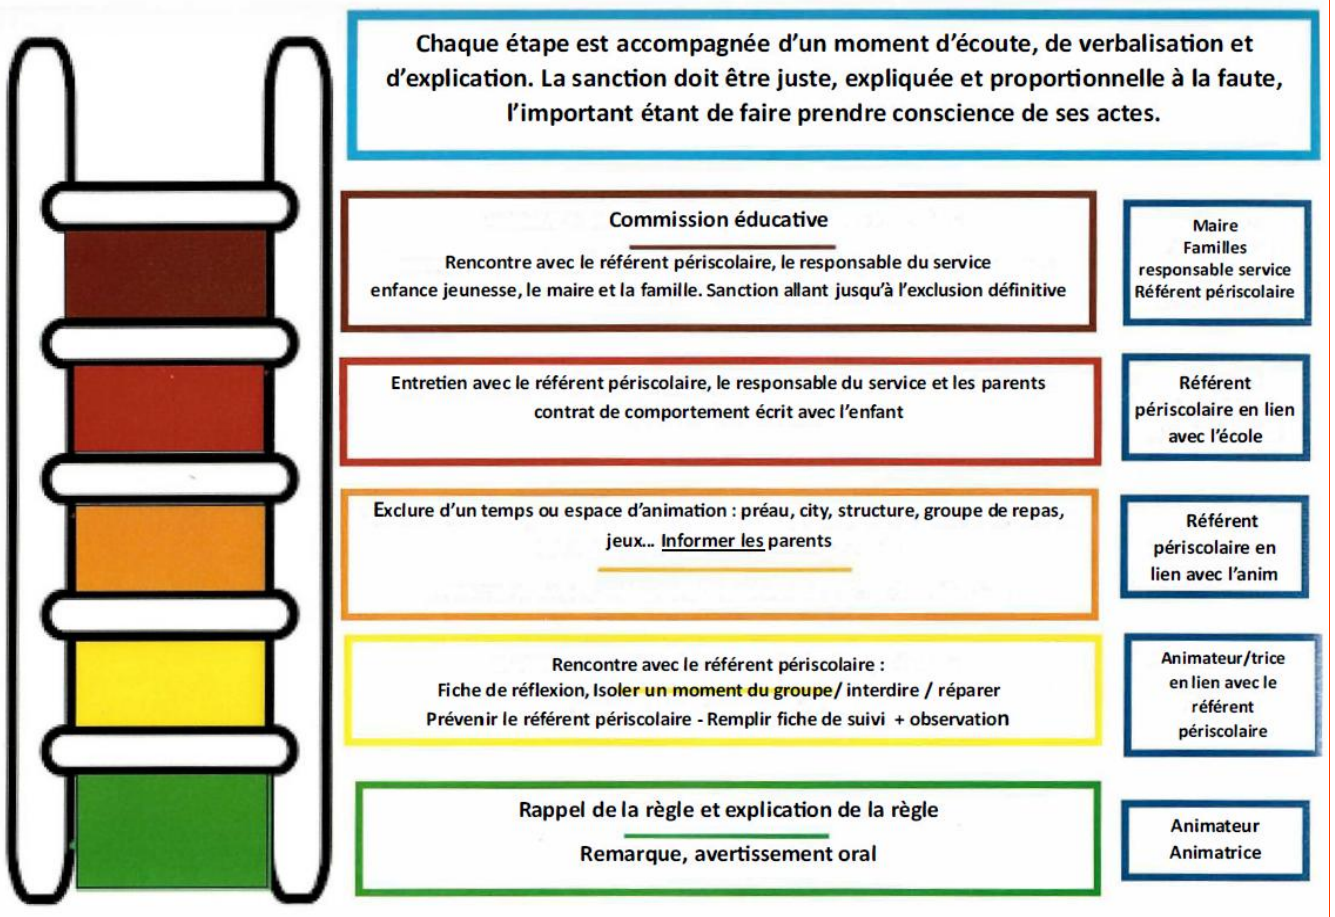 Chaque étape est accompagnée d'un moment d'écoute, de verbalisation et
d'explication. La sanction doit être juste, expliquée et proportionnelle à la faute,
l'important étant de faire prendre conscience de ses actes.
Commission éducative
Rencontre avec le référent périscolaire, le responsable du service
enfance jeunesse, le maire et la famille. Sanction allant jusqu'à l'exclusion définitive
Maire
Familles
responsable service
Référent périscolaire
Entretien avec le référent périscolaire, le responsable du service et les parents
contrat de comportement écrit avec l'enfant
Référent
périscolaire en lien
avec l'école
Exclure d'un temps ou espace d'animation : préau, city, structure, groupe de repas,
jeux... Informer les parents
Référent
périscolaire en
lien avec l'anim
Rencontre avec le référent périscolaire :
Fiche de réflexion, Isoler un moment du groupe/ interdire / réparer
Prévenir le référent périscolaire - Remplir fiche de suivi + observation
Animateur/trice
en lien avec le
référent
périscolaire
Rappel de la règle et explication de la règle
Remarque, avertissement oral
Animateur
Animatrice